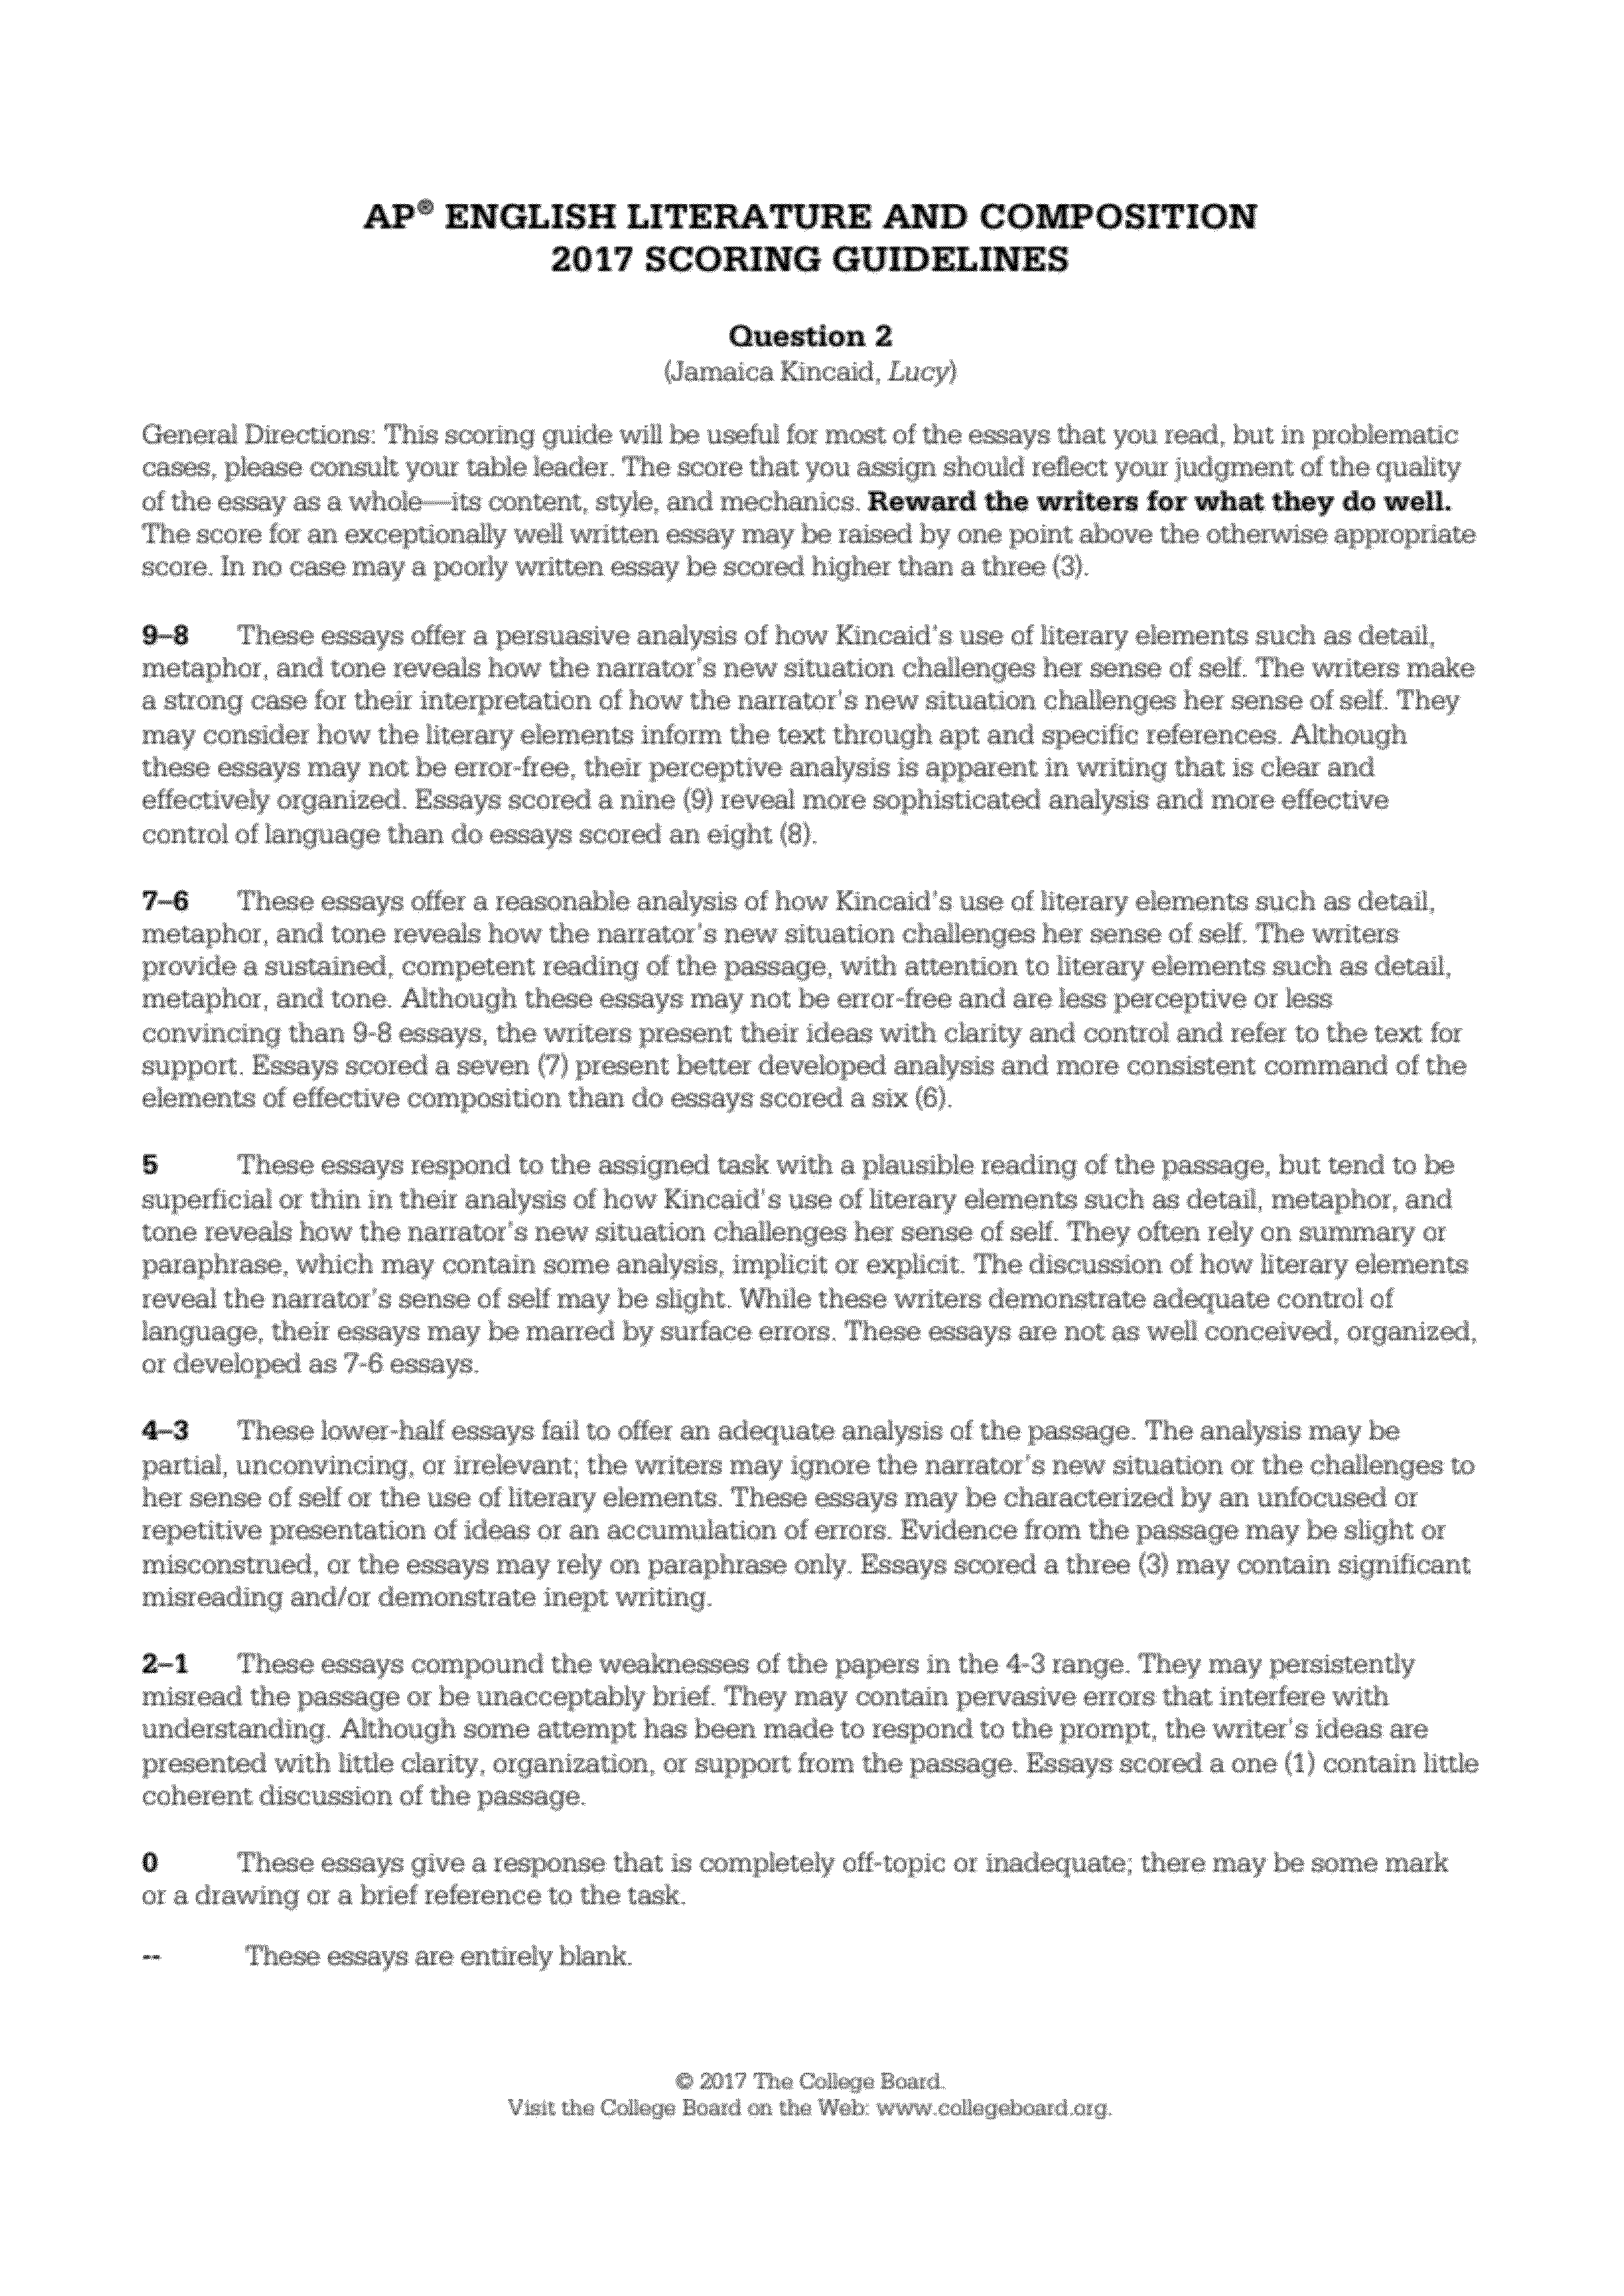 AP® ENGLISH LITERATURE AND COMPOSITION
2017 SCORING GUIDELINES
Question 2
(Jamaica Kincaid, Lucy)
General Directions: This scoring guide will be useful for most of the essays that you read, but in problematic
cases, please consult your table leader. The score that you assign should reflect your judgment of the quality
of the essay as a whole—its content, style, and mechanics. Reward the writers for what they do well.
The score for an exceptionally well written essay may be raised by one point above the otherwise appropriate
score. In no case may a poorly written essay be scored higher than a three (3).
9–8 These essays offer a persuasive analysis of how Kincaid's use of literary elements such as detail,
metaphor, and tone reveals how the narrator's new situation challenges her sense of self. The writers make
a strong case for their interpretation of how the narrator's new situation challenges her sense of self. They
may consider how the literary elements inform the text through apt and specific references. Although
these essays may not be error-free, their perceptive analysis is apparent in writing that is clear and
effectively organized. Essays scored a nine (9) reveal more sophisticated analysis and more effective
control of language than do essays scored an eight (8).
7–6 These essays offer a reasonable analysis of how Kincaid's use of literary elements such as detail,
metaphor, and tone reveals how the narrator's new situation challenges her sense of self. The writers
provide a sustained, competent reading of the passage, with attention to literary elements such as detail,
metaphor, and tone. Although these essays may not be error-free and are less perceptive or less
convincing than 9-8 essays, the writers present their ideas with clarity and control and refer to the text for
support. Essays scored a seven (7) present better developed analysis and more consistent command of the
elements of effective composition than do essays scored a six (6).
5 These essays respond to the assigned task with a plausible reading of the passage, but tend to be
superficial or thin in their analysis of how Kincaid's use of literary elements such as detail, metaphor, and
tone reveals how the narrator's new situation challenges her sense of self. They often rely on summary or
paraphrase, which may contain some analysis, implicit or explicit. The discussion of how literary elements
reveal the narrator's sense of self may be slight. While these writers demonstrate adequate control of
language, their essays may be marred by surface errors. These essays are not as well conceived, organized,
or developed as 7-6 essays.
4–3 These lower-half essays fail to offer an adequate analysis of the passage. The analysis may be
partial, unconvincing, or irrelevant; the writers may ignore the narrator's new situation or the challenges to
her sense of self or the use of literary elements. These essays may be characterized by an unfocused or
repetitive presentation of ideas or an accumulation of errors. Evidence from the passage may be slight or
misconstrued, or the essays may rely on paraphrase only. Essays scored a three (3) may contain significant
misreading and/or demonstrate inept writing.
2–1 These essays compound the weaknesses of the papers in the 4-3 range. They may persistently
misread the passage or be unacceptably brief. They may contain pervasive errors that interfere with
understanding. Although some attempt has been made to respond to the prompt, the writer's ideas are
presented with little clarity, organization, or support from the passage. Essays scored a one (1) contain little
coherent discussion of the passage.
0 These essays give a response that is completely off-topic or inadequate; there may be some mark
or a drawing or a brief reference to the task.
-- These essays are entirely blank.
© 2017 The College Board.
Visit the College Board on the Web: www.collegeboard.org.